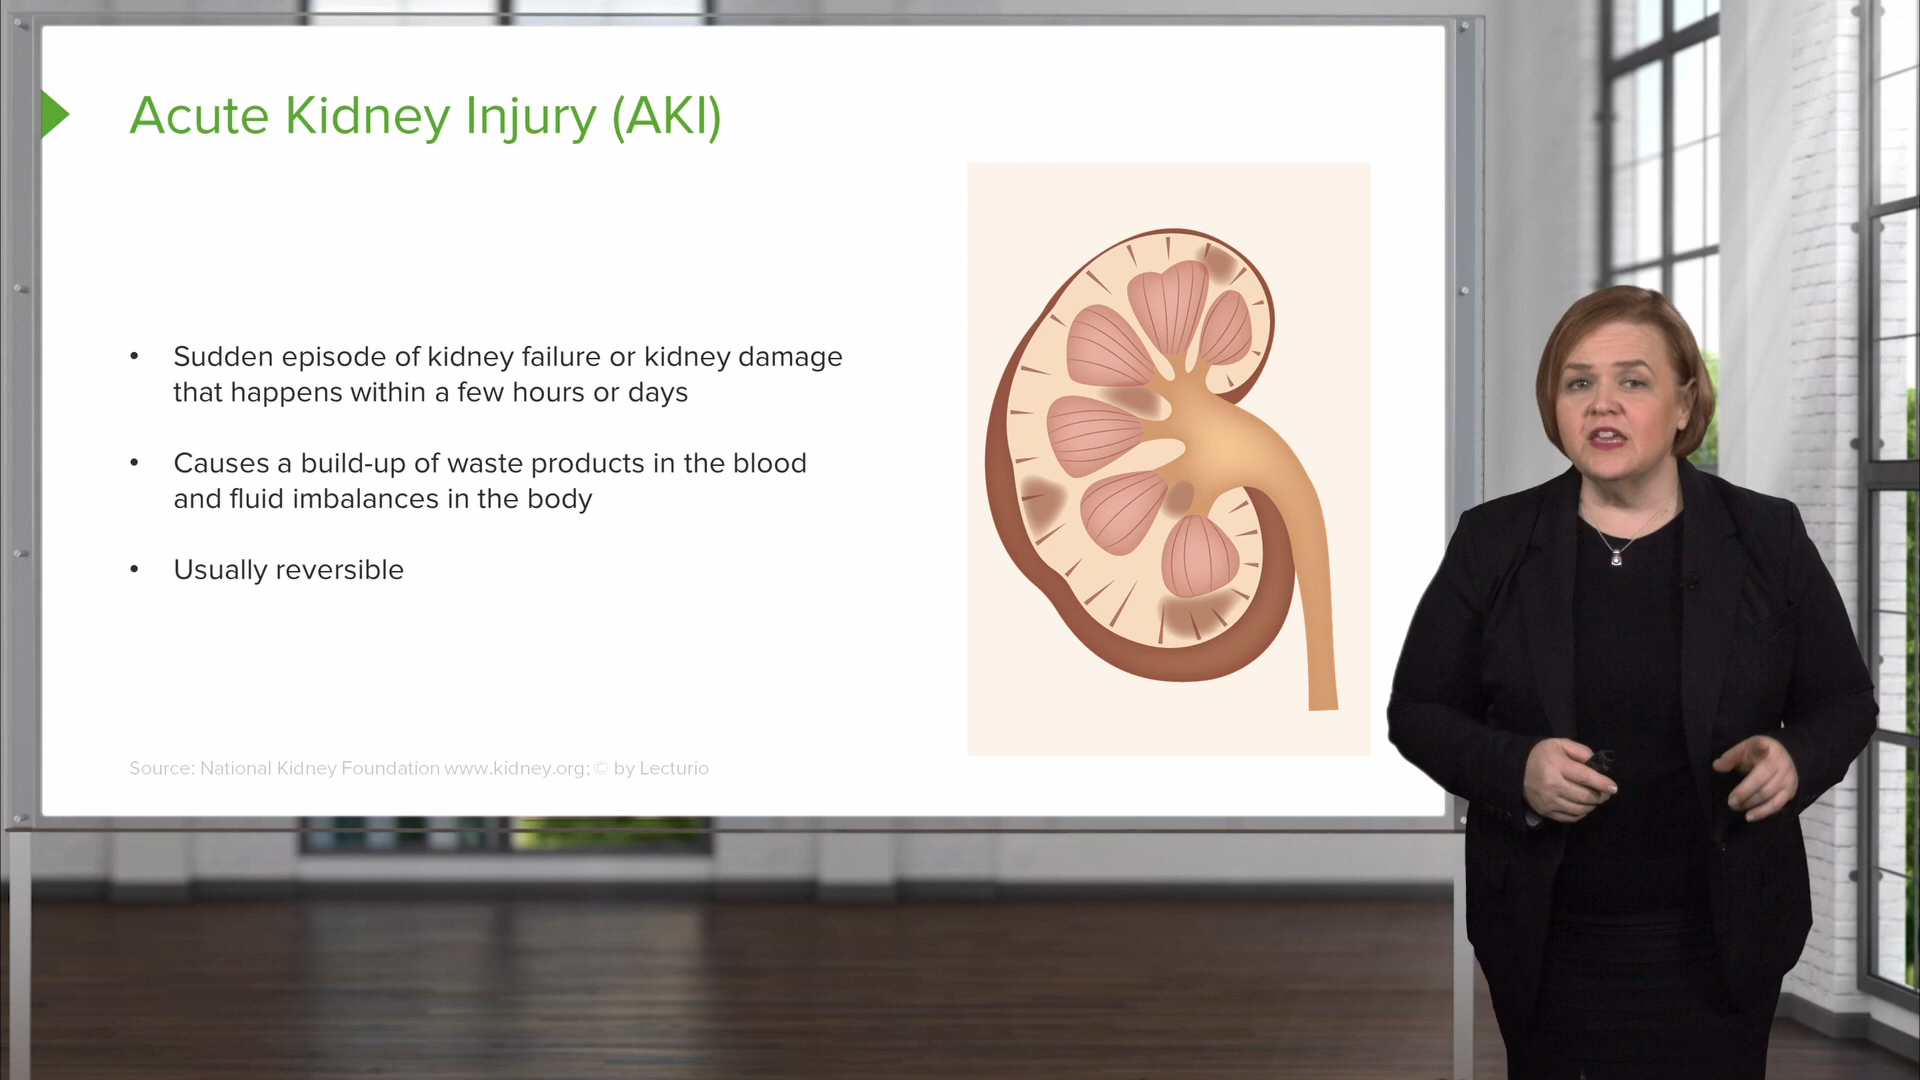 Acute Kidney Injury (AKI)
• Sudden episode of kidney failure or kidney damage
that happens within a few hours or days
• Causes a build-up of waste products in the blood
and fluid imbalances in the body
• Usually reversible
Source: National Kidney Foundation www.kidney.org; © by Lecturio